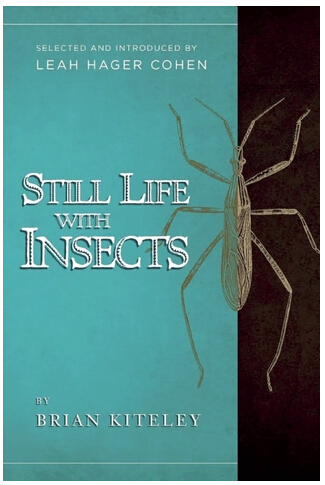 SELECTED AND INTRODUCED BY
LEAH HAGER COHEN
STILL LIFE
WITH
INSECTS
BY
BRIAN KITELEY